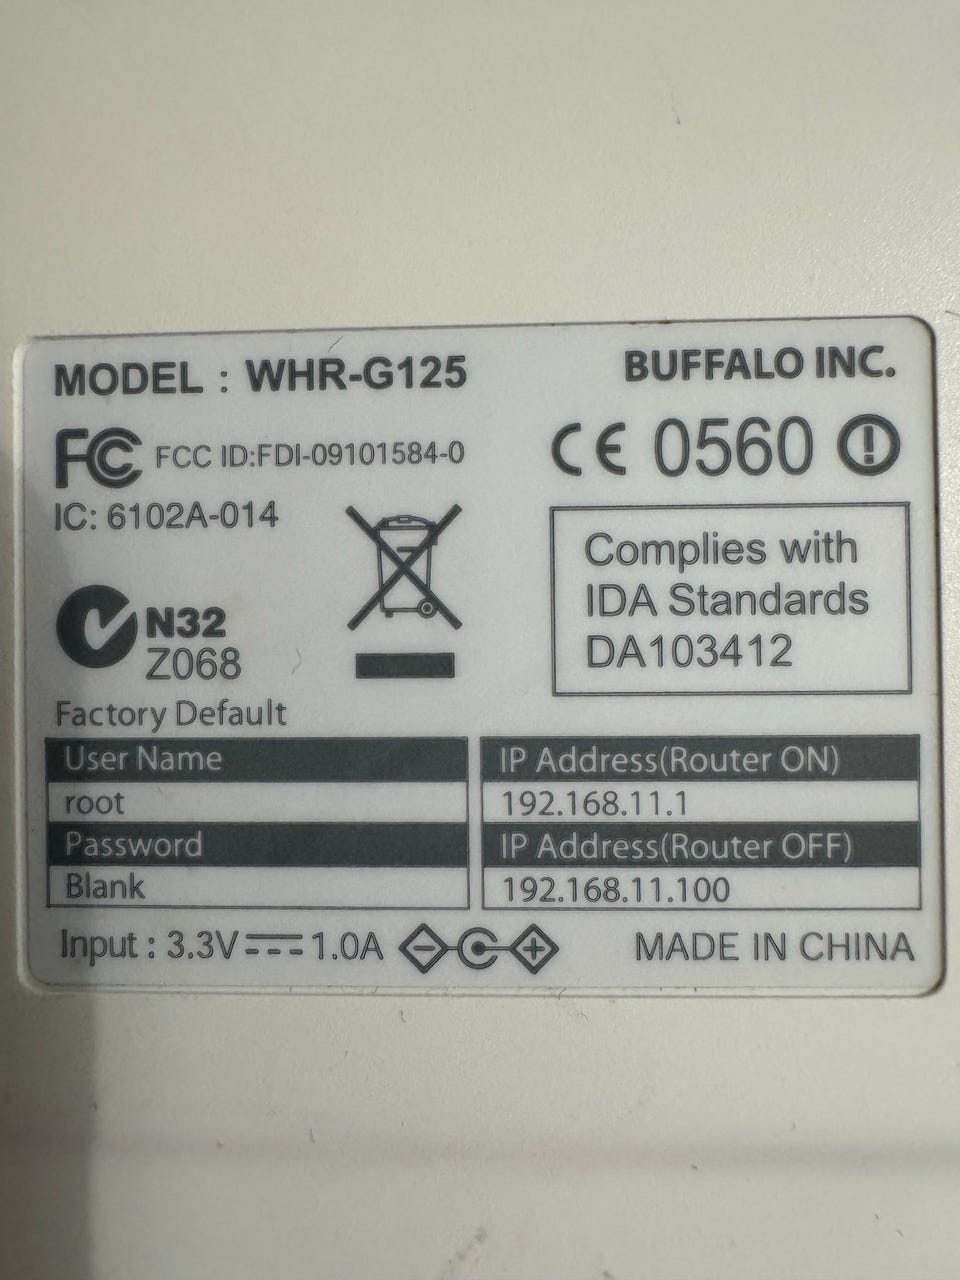 MODEL : WHR-G125
BUFFALO INC.
FC FCC ID:FDI-09101584-0
CE 0560
IC: 6102A-014
Complies with
IDA Standards
DA103412
N32
Z068
Factory Default
User Name
root
Password
Blank
IP Address(Router ON)
192.168.11.1
IP Address(Router OFF)
192.168.11.100
Input : 3.3V 1.0A
MADE IN CHINA